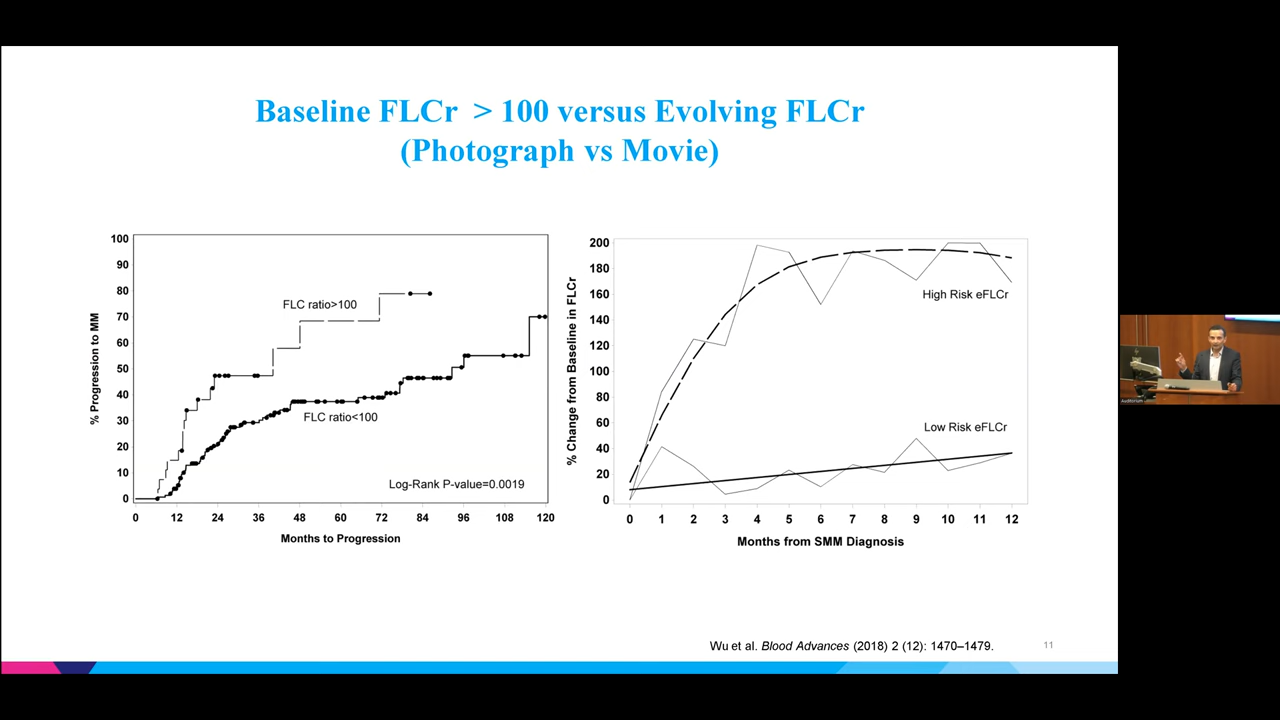 Baseline FLCr > 100 versus Evolving FLCr
(Photograph vs Movie)
% Progression to MM
100
90
80
70
60
50
40
30
20
10
0
FLC ratio>100
FLC ratio<100
Log-Rank P-value=0.0019
0 12 24 36 48 60 72 84 96 108 120
Months to Progression
% Change from Baseline in FLCr
200
180
160
140
120
100
80
60
40
20
0
High Risk eFLCr
Low Risk eFLCr
0 1 2 3 4 5 6 7 8 9 10 11 12
Months from SMM Diagnosis
Wu et al. Blood Advances (2018) 2 (12): 1470–1479.
11
Auditorium